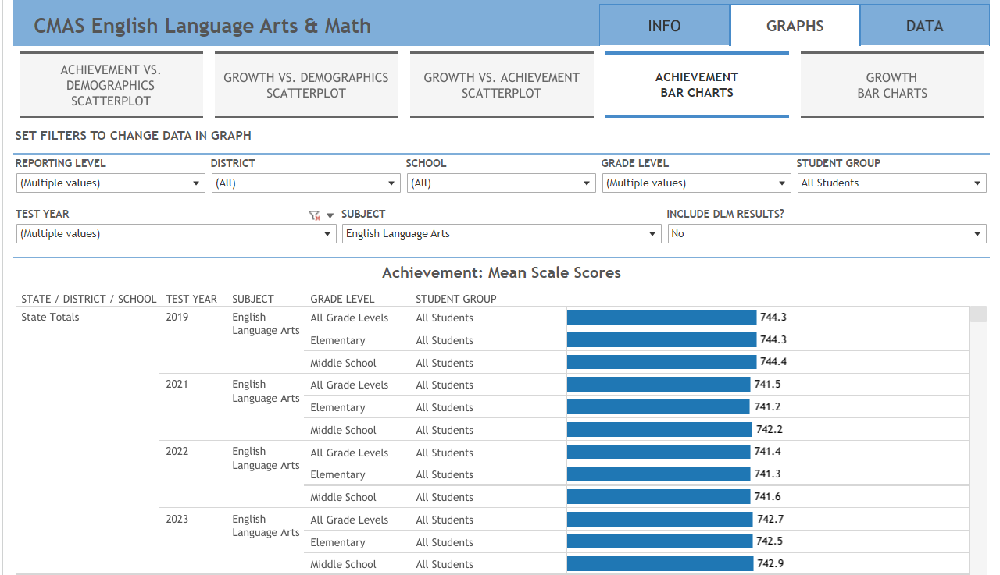 CMAS English Language Arts & Math
INFO
GRAPHS
DATA
ACHIEVEMENT VS.
DEMOGRAPHICS
SCATTERPLOT
GROWTH VS. DEMOGRAPHICS
SCATTERPLOT
GROWTH VS. ACHIEVEMENT
SCATTERPLOT
ACHIEVEMENT
BAR CHARTS
GROWTH
BAR CHARTS
SET FILTERS TO CHANGE DATA IN GRAPH
REPORTING LEVEL
(Multiple values)
DISTRICT
(All)
SCHOOL
(All)
GRADE LEVEL
(Multiple values)
STUDENT GROUP
All Students
TEST YEAR
(Multiple values)
SUBJECT
English Language Arts
INCLUDE DLM RESULTS?
No
Achievement: Mean Scale Scores
STATE / DISTRICT / SCHOOL TEST YEAR SUBJECT GRADE LEVEL STUDENT GROUP
State Totals 2019 English All Grade Levels All Students 744.3
Language Arts
Elementary All Students 744.3
Middle School All Students 744.4
2021 English All Grade Levels All Students 741.5
Language Arts
Elementary All Students 741.2
Middle School All Students 742.2
2022 English All Grade Levels All Students 741.4
Language Arts
Elementary All Students 741.3
Middle School All Students 741.6
2023 English All Grade Levels All Students 742.7
Language Arts
Elementary All Students 742.5
Middle School All Students 742.9